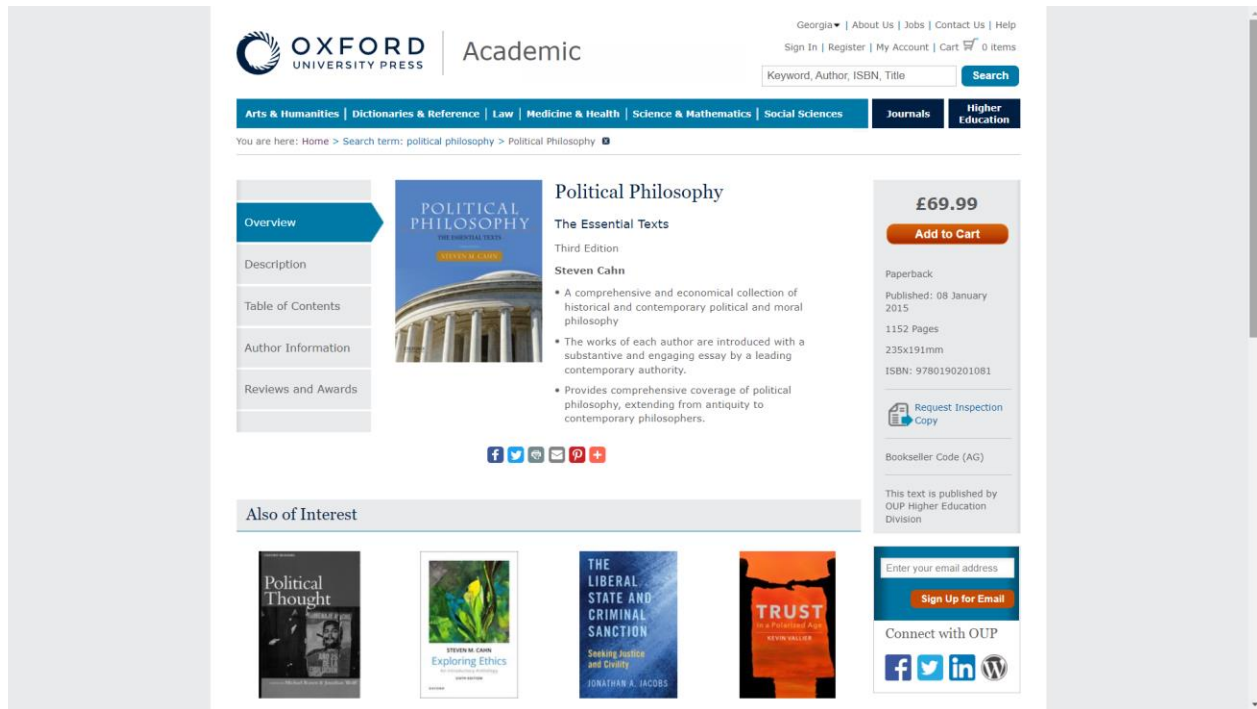 Georgia | About Us | Jobs | Contact Us | Help
OXFORD
UNIVERSITY PRESS
Academic
Sign In | Register | My Account | Cart 0 items
Keyword, Author, ISBN, Title
Search
Arts & Humanities | Dictionaries & Reference | Law | Medicine & Health | Science & Mathematics | Social Sciences
Journals
Higher
Education
You are here: Home > Search term: political philosophy > Political Philosophy
Overview
Description
Table of Contents
Author Information
Reviews and Awards
POLITICAL
PHILOSOPHY
THE ESSENTIAL TEXTS
STEVEN M. CAHN
Political Philosophy
The Essential Texts
Third Edition
Steven Cahn
• A comprehensive and economical collection of
historical and contemporary political and moral
philosophy
• The works of each author are introduced with a
substantive and engaging essay by a leading
contemporary authority.
• Provides comprehensive coverage of political
philosophy, extending from antiquity to
contemporary philosophers.
£69.99
Add to Cart
Paperback
Published: 08 January
2015
1152 Pages
235x191mm
ISBN: 9780190201081
Request Inspection
Copy
Bookseller Code (AG)
This text is published by
OUP Higher Education
Division
Also of Interest
Political
Thought
STEVEN M. CAHN
Exploring Ethics
THE
LIBERAL
STATE AND
CRIMINAL
SANCTION
Seeking Justice
and Civility
JONATHAN A. JACOBS
TRUST
in a Polarized Age
KEVIN VALLIER
Enter your email address
Sign Up for Email
Connect with OUP